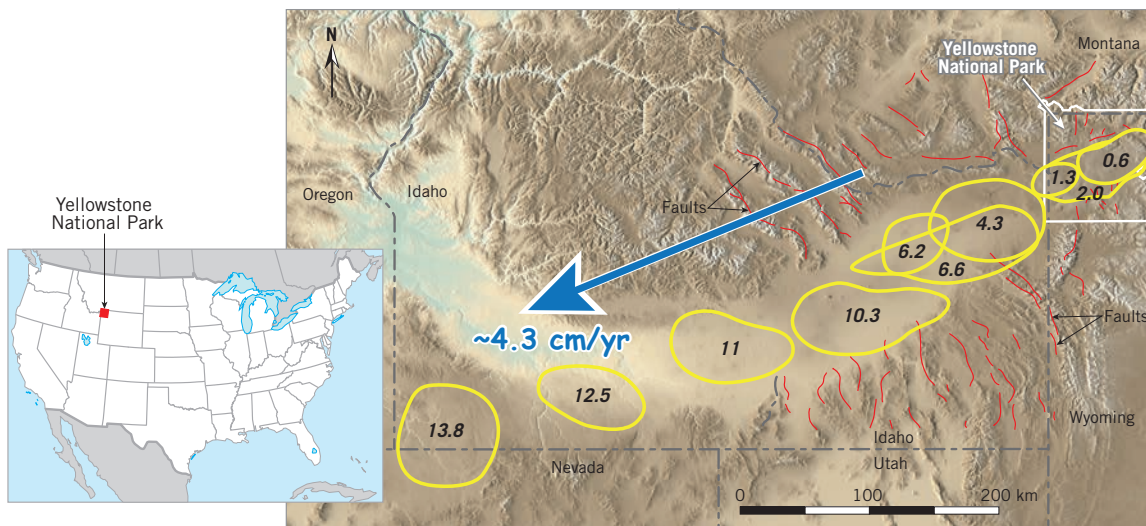 Yellowstone
National Park
N
Oregon
Idaho
Faults
~4.3 cm/yr
Yellowstone
National Park
Montana
0.6
1.3
2.0
4.3
6.2
6.6
10.3
11
12.5
13.8
Faults
Wyoming
Idaho
Utah
Nevada
0
100
200 km